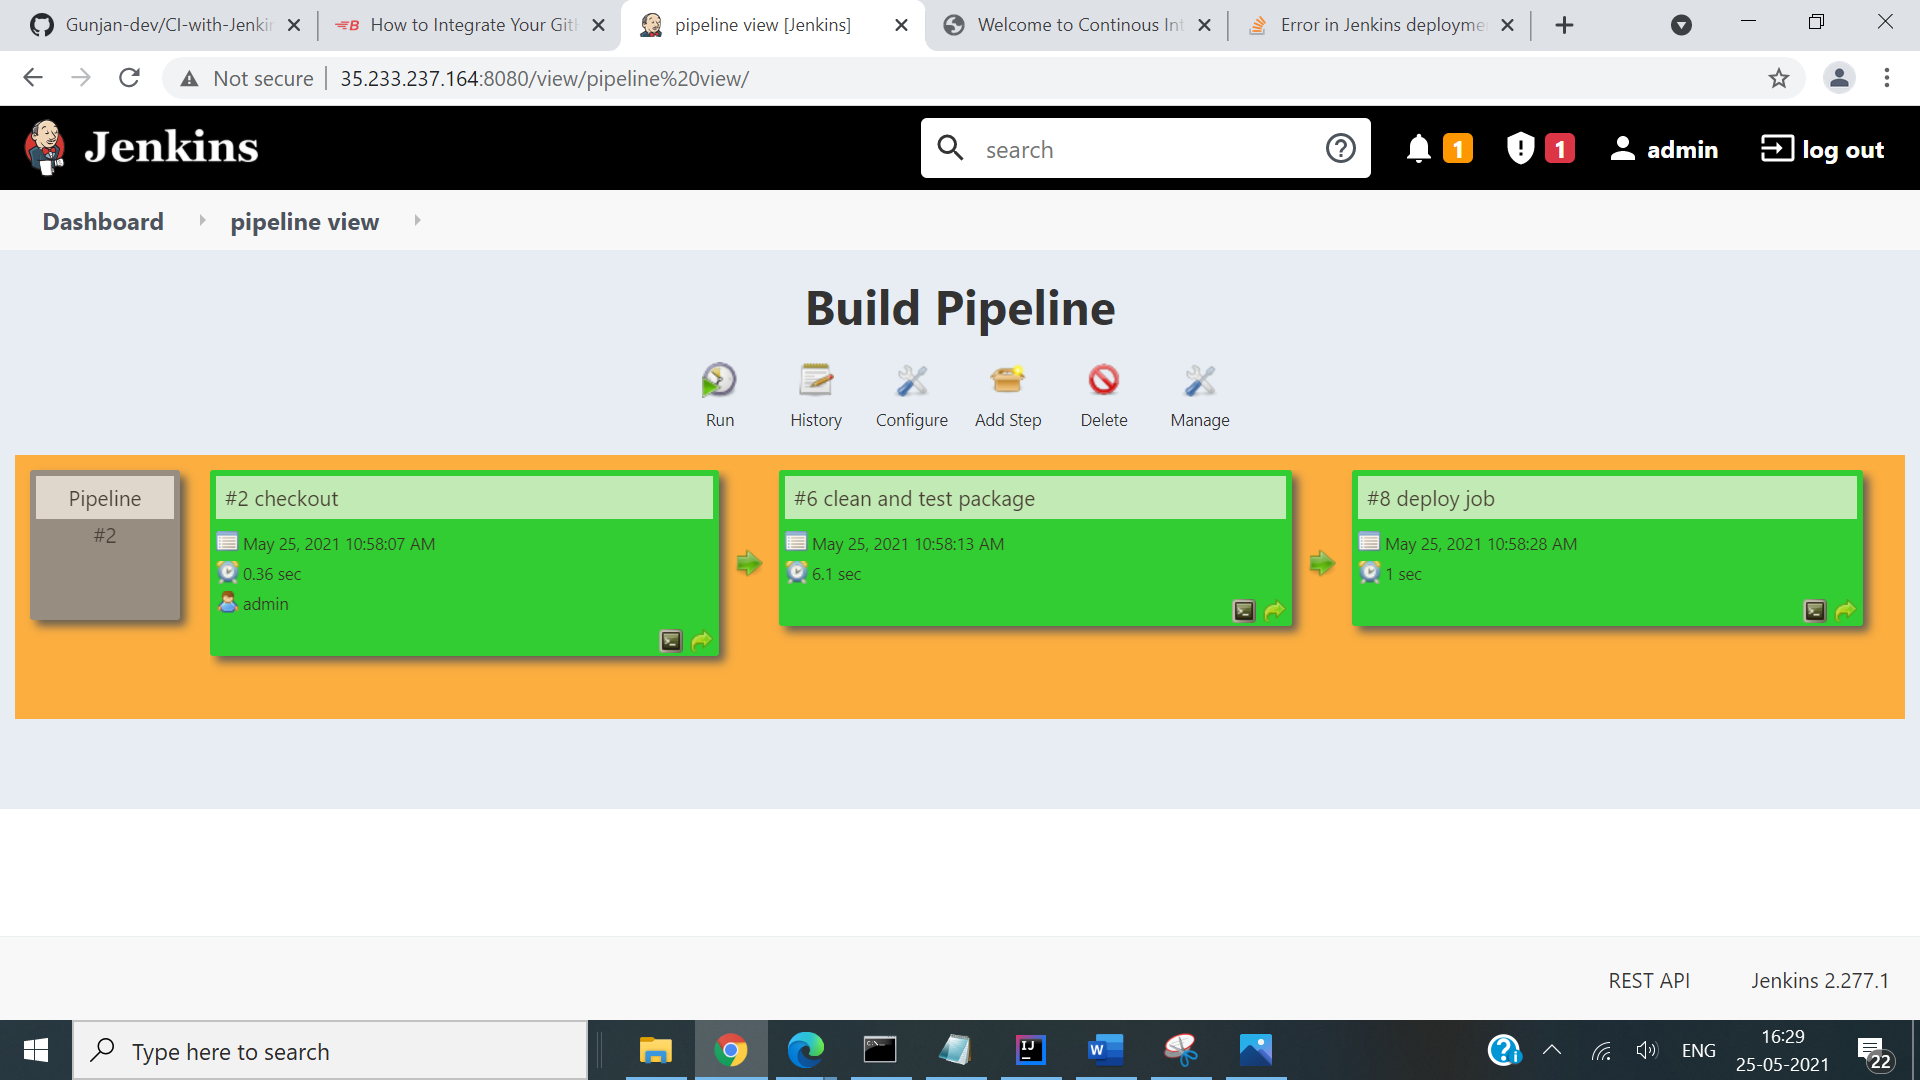 Gunjan-dev/CI-with-Jenkin
How to Integrate Your Gith
pipeline view [Jenkins]
Welcome to Continous Int
Error in Jenkins deployme
Not secure
35.233.237.164:8080/view/pipeline%20view/
Jenkins
search
1
1
admin
log out
Dashboard
pipeline view
Build Pipeline
Run
History
Configure
Add Step
Delete
Manage
Pipeline
#2
#2 checkout
May 25, 2021 10:58:07 AM
0.36 sec
admin
#6 clean and test package
May 25, 2021 10:58:13 AM
6.1 sec
#8 deploy job
May 25, 2021 10:58:28 AM
1 sec
REST API
Jenkins 2.277.1
Type here to search
ENG
16:29
25-05-2021
22